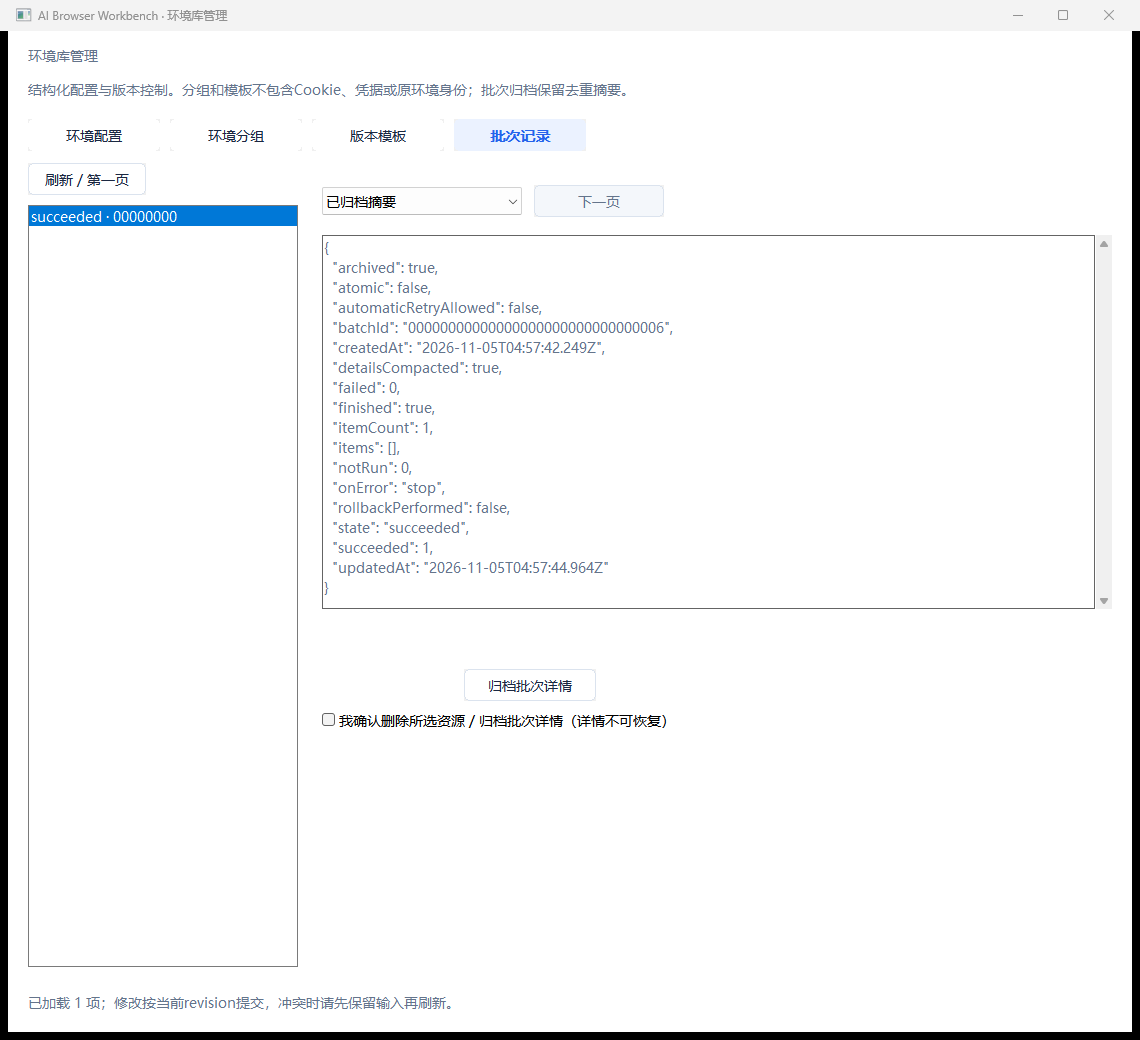 AI Browser Workbench · 环境库管理
环境库管理
结构化配置与版本控制。分组和模板不包含Cookie、凭据或原环境身份；批次归档保留去重摘要。
环境配置 环境分组 版本模板 批次记录
刷新 / 第一页
已归档摘要 下一页
succeeded · 00000000
{
"archived": true,
"atomic": false,
"automaticRetryAllowed": false,
"batchId": "00000000000000000000000000000006",
"createdAt": "2026-11-05T04:57:42.249Z",
"detailsCompacted": true,
"failed": 0,
"finished": true,
"itemCount": 1,
"items": [],
"notRun": 0,
"onError": "stop",
"rollbackPerformed": false,
"state": "succeeded",
"succeeded": 1,
"updatedAt": "2026-11-05T04:57:44.964Z"
}
归档批次详情
我确认删除所选资源 / 归档批次详情（详情不可恢复）
已加载 1 项；修改按当前revision提交，冲突时请先保留输入再刷新。